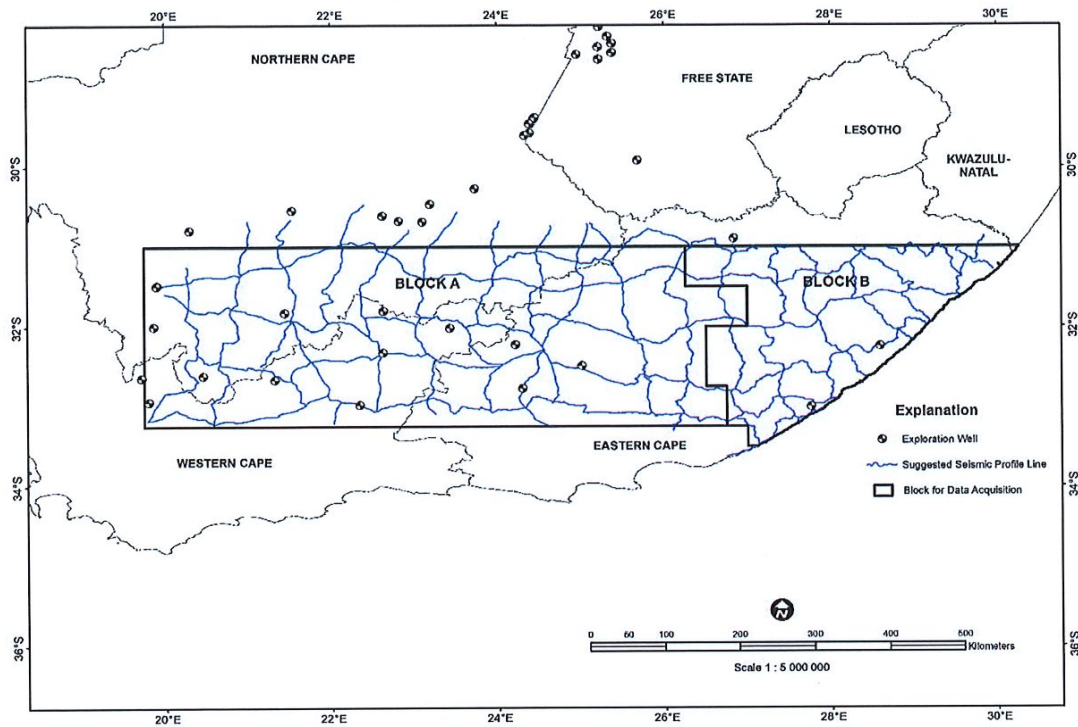 20°E 22°E 24°E 26°E 28°E 30°E
NORTHERN CAPE
FREE STATE
LESOTHO
KWAZULU-
NATAL
30°S 30°S
BLOCK A BLOCK B
32°S 32°S
Explanation
Exploration Well
EASTERN CAPE
WESTERN CAPE
Suggested Seismic Profile Line
Block for Data Acquisition
34°S 34°S
N
0 60 100 200 300 400 500
Kilometers
36°S 36°S
Scale 1 : 5 000 000
20°E 22°E 24°E 26°E 28°E 30°E